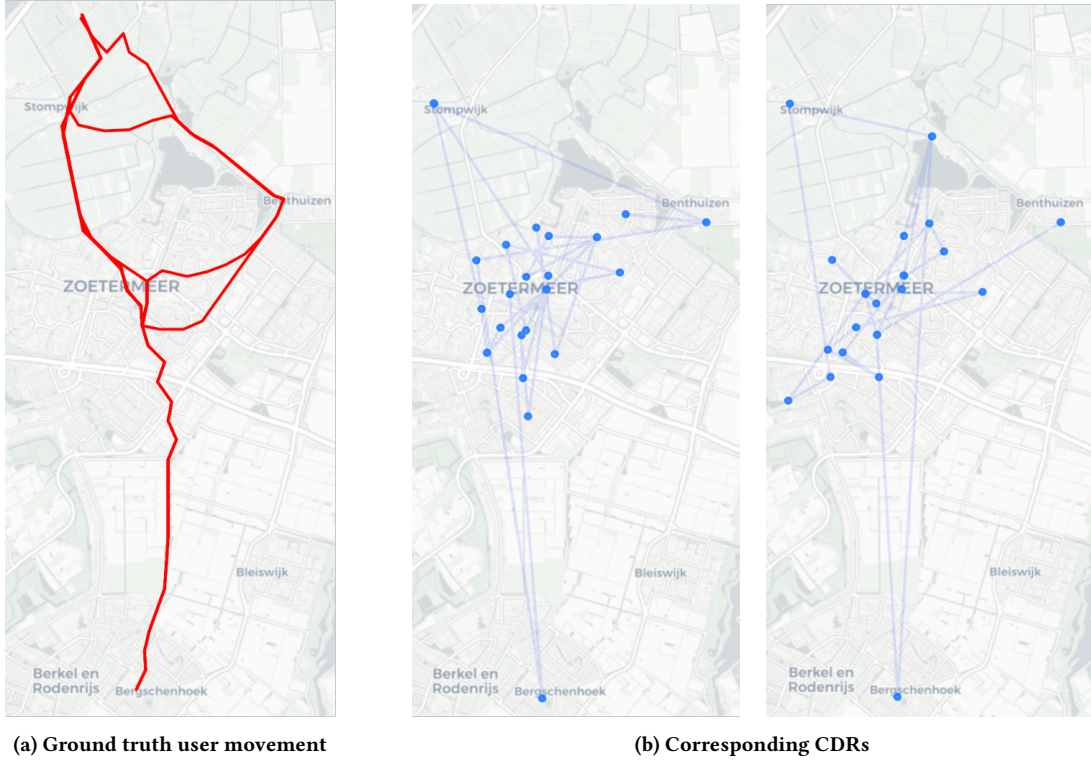 Stompwijk
Benthuizen
ZOETERMEER
Bleiswijk
Berkel en
Rodenrijs
Bergschenhoek
Stompwijk
Benthuizen
ZOETERMEER
Bleiswijk
Berkel en
Rodenrijs
Bergschenhoek
Stompwijk
Benthuizen
ZOETERMEER
Bleiswijk
Berkel en
Rodenrijs
Bergschenhoek
(a) Ground truth user movement
(b) Corresponding CDRs